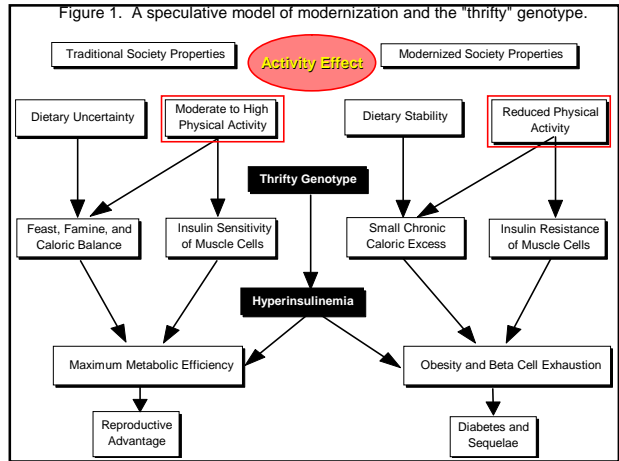 Figure 1.  A speculative model of modernization and the "thrifty" genotype.
Traditional Society Properties
Activity Effect
Modernized Society Properties
Dietary Uncertainty
Moderate to High
Physical Activity
Dietary Stability
Reduced Physical
Activity
Thrifty Genotype
Feast, Famine, and
Caloric Balance
Insulin Sensitivity
of Muscle Cells
Small Chronic
Caloric Excess
Insulin Resistance
of Muscle Cells
Hyperinsulinemia
Maximum Metabolic Efficiency
Obesity and Beta Cell Exhaustion
Reproductive
Advantage
Diabetes and
Sequelae